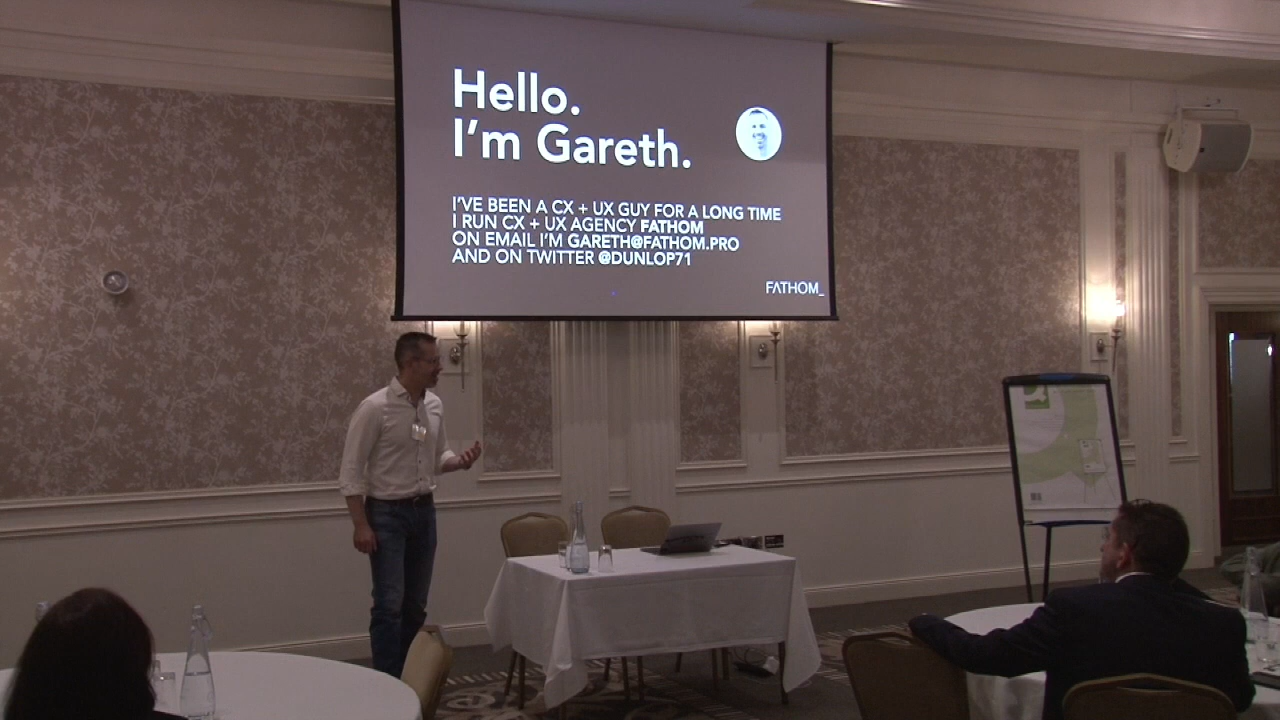 Hello.
I'm Gareth.
I'VE BEEN A CX + UX GUY FOR A LONG TIME
I RUN CX + UX AGENCY FATHOM
ON EMAIL I'M GARETH@FATHOM.PRO
AND ON TWITTER @DUNLOP71
FATHOM_